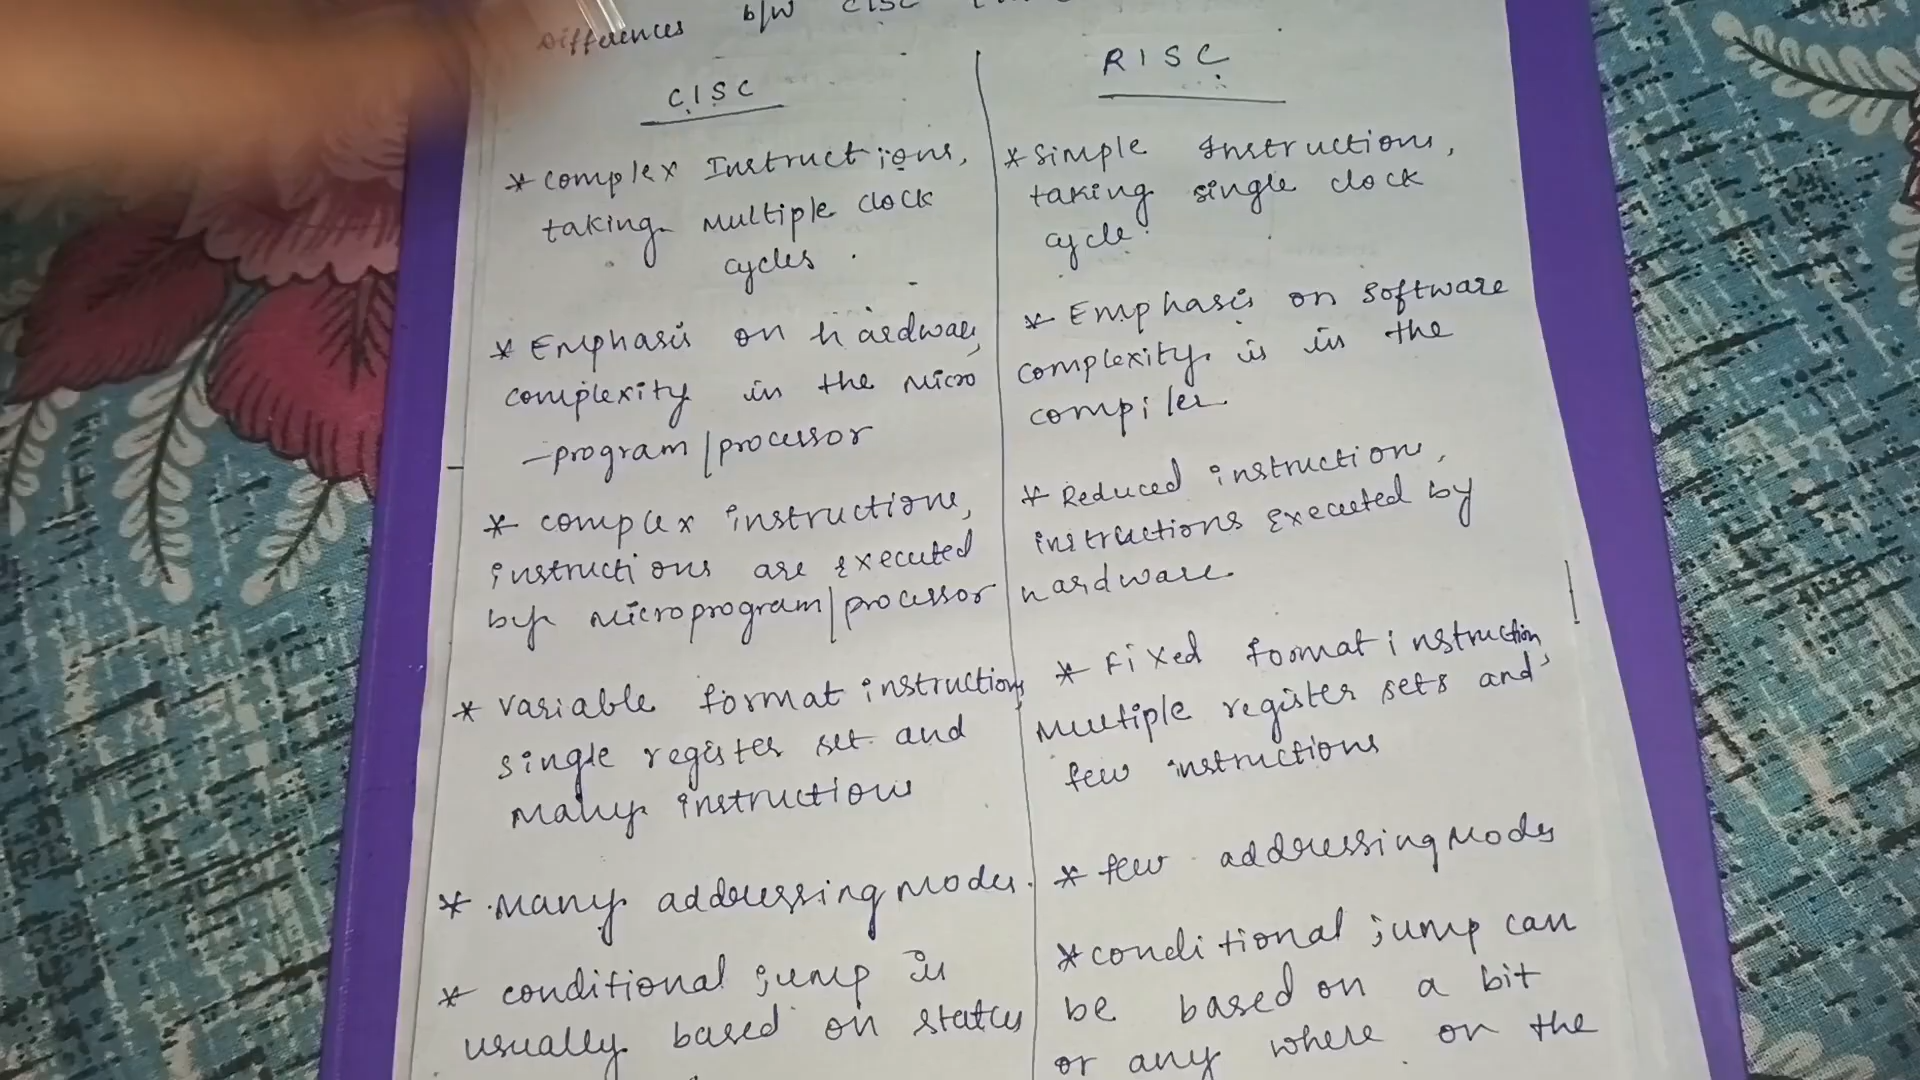 Differences b/w CISC
CISC
* complex Instructions,
taking multiple clock
cycles.
* Emphasis on hardware,
complexity in the micro
-program/processor
* complex instructions,
instructions are executed
by microprogram/processor
* variable format instructions,
single register set and
many instructions
* many addressing modes.
* conditional jump is
usually based on status
RISC
* simple Instructions,
taking single clock
cycle.
* Emphasis on software
complexity is in the
compiler
* Reduced instructions,
instructions executed by
hardware
* Fixed format instruction,
multiple register sets and
few instructions
* few addressing modes
* conditional jump can
be based on a bit
or any where on the